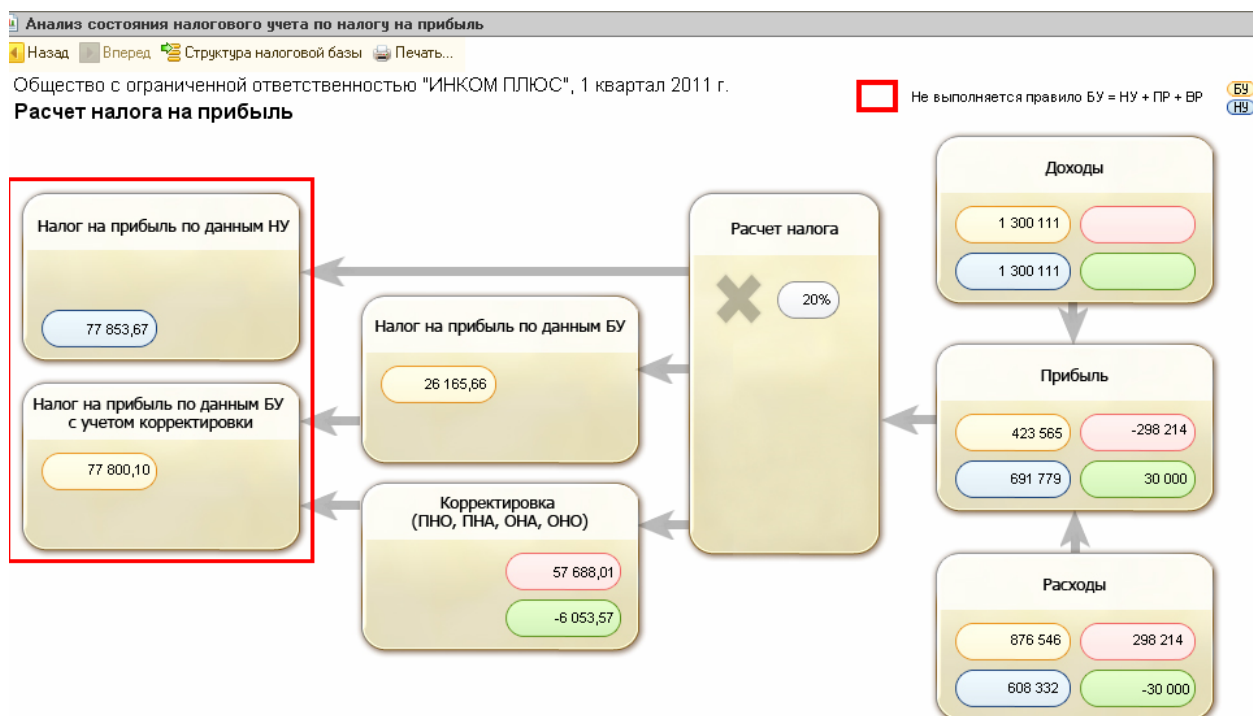 Анализ состояния налогового учета по налогу на прибыль
Назад Вперед Структура налоговой базы Печать...
Общество с ограниченной ответственностью "ИНКОМ ПЛЮС", 1 квартал 2011 г.
Расчет налога на прибыль
Не выполняется правило БУ = НУ + ПР + ВР
БУ
НУ
Налог на прибыль по данным НУ
77 853,67
Налог на прибыль по данным БУ
с учетом корректировки
77 800,10
Налог на прибыль по данным БУ
26 165,66
Корректировка
(ПНО, ПНА, ОНА, ОНО)
57 688,01
-6 053,57
Расчет налога
20%
Доходы
1 300 111
1 300 111
Прибыль
423 565 -298 214
691 779 30 000
Расходы
876 546 298 214
608 332 -30 000